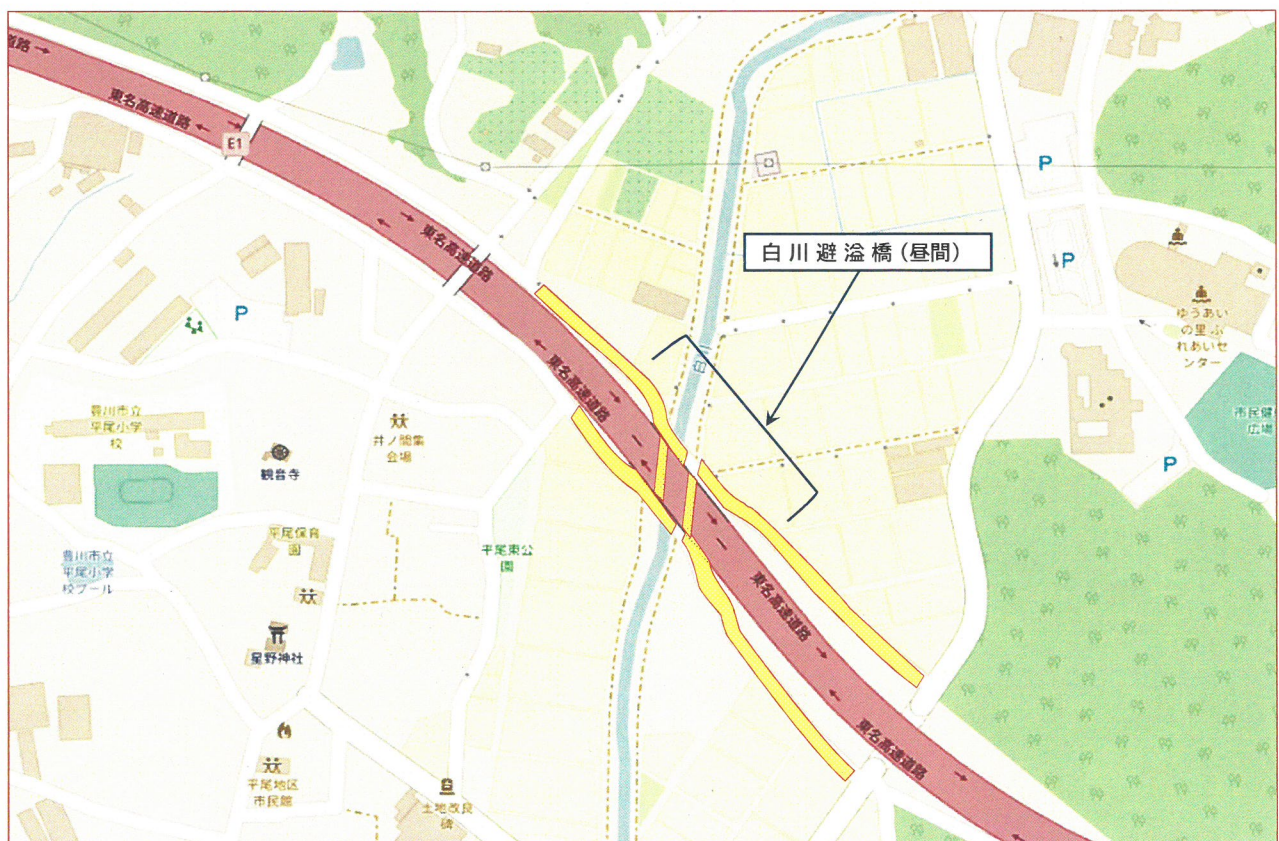 道路→
東名高速道路
E1
東名高速道路
P
白川避溢橋（昼間）
P
ゆうあい
の里ふ
れあいセ
ンター
P
白川
東名高速道路
豊川市立
平尾小学
校
井ノ間集
会場
観音寺
市民健
広場
P
平尾保育
園
平尾東公
園
豊川市立
平尾小学
校プール
東名高速道路
星野神社
東名高速道路
平尾地区
市民館
土地改良
碑